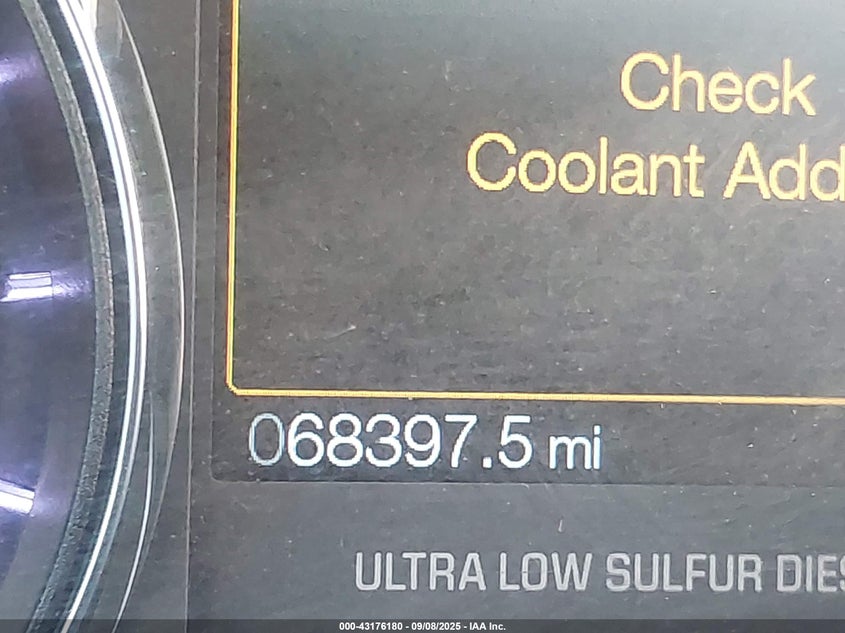 Check
Coolant Add
068397.5 mi
ULTRA LOW SULFUR DIES
000-43176180 - 09/08/2025 - IAA Inc.